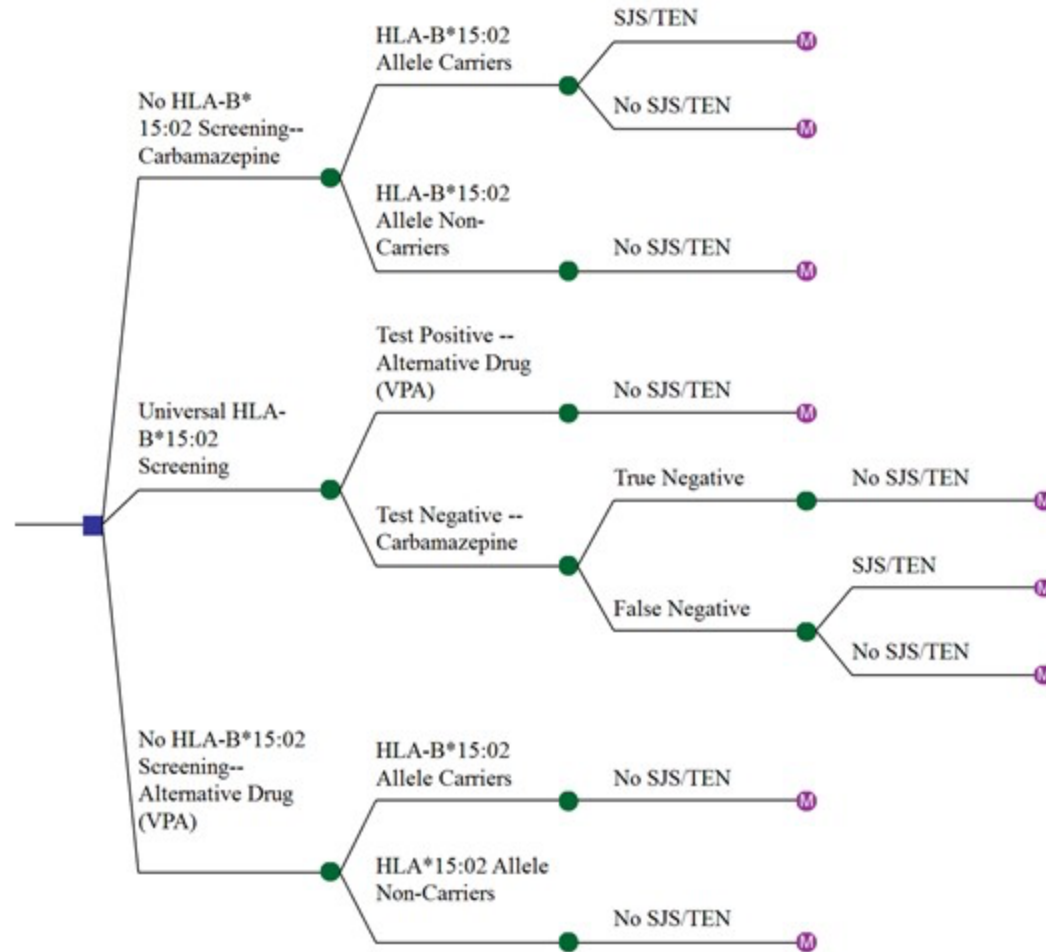 SJS/TEN
M
HLA-B*15:02
Allele Carriers
No SJS/TEN
M
No HLA-B*
15:02 Screening--
Carbamazepine
HLA-B*15:02
Allele Non-
Carriers
No SJS/TEN
M
Test Positive --
Alternative Drug
(VPA)
No SJS/TEN
M
Universal HLA-
B*15:02
Screening
True Negative
No SJS/TEN
M
Test Negative --
Carbamazepine
SJS/TEN
M
False Negative
No SJS/TEN
M
No HLA-B*15:02
Screening--
Alternative Drug
(VPA)
HLA-B*15:02
Allele Carriers
No SJS/TEN
M
HLA*15:02 Allele
Non-Carriers
No SJS/TEN
M